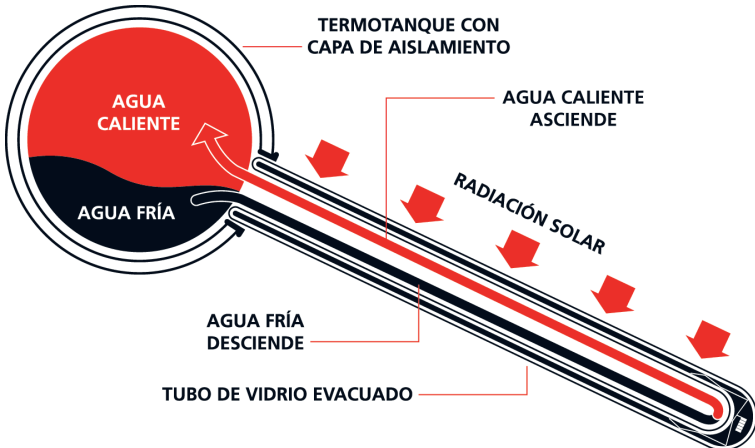 TERMOTANQUE CON
CAPA DE AISLAMIENTO
AGUA
CALIENTE
AGUA CALIENTE
ASCIENDE
RADIACIÓN SOLAR
AGUA FRÍA
AGUA FRÍA
DESCIENDE
TUBO DE VIDRIO EVACUADO